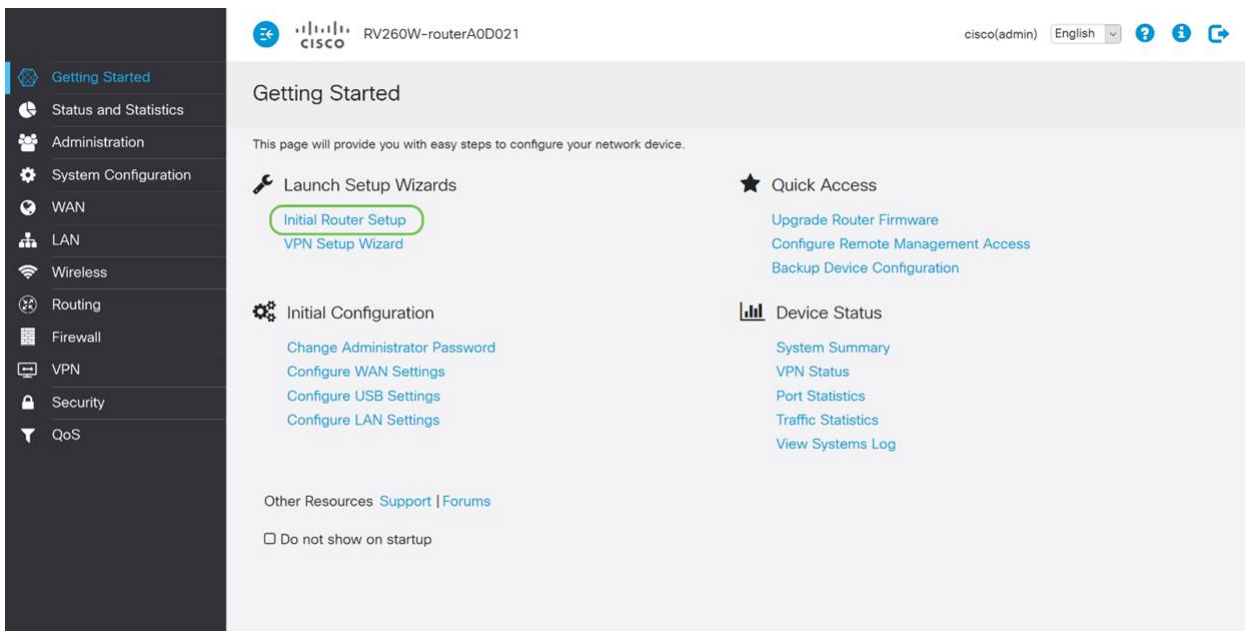 CISCO
RV260W-routerA0D021
cisco(admin)
English
Getting Started
Status and Statistics
Administration
System Configuration
WAN
LAN
Wireless
Routing
Firewall
VPN
Security
QoS
Getting Started
This page will provide you with easy steps to configure your network device.
Launch Setup Wizards
Initial Router Setup
VPN Setup Wizard
Quick Access
Upgrade Router Firmware
Configure Remote Management Access
Backup Device Configuration
Initial Configuration
Change Administrator Password
Configure WAN Settings
Configure USB Settings
Configure LAN Settings
Device Status
System Summary
VPN Status
Port Statistics
Traffic Statistics
View Systems Log
Other Resources Support | Forums
Do not show on startup